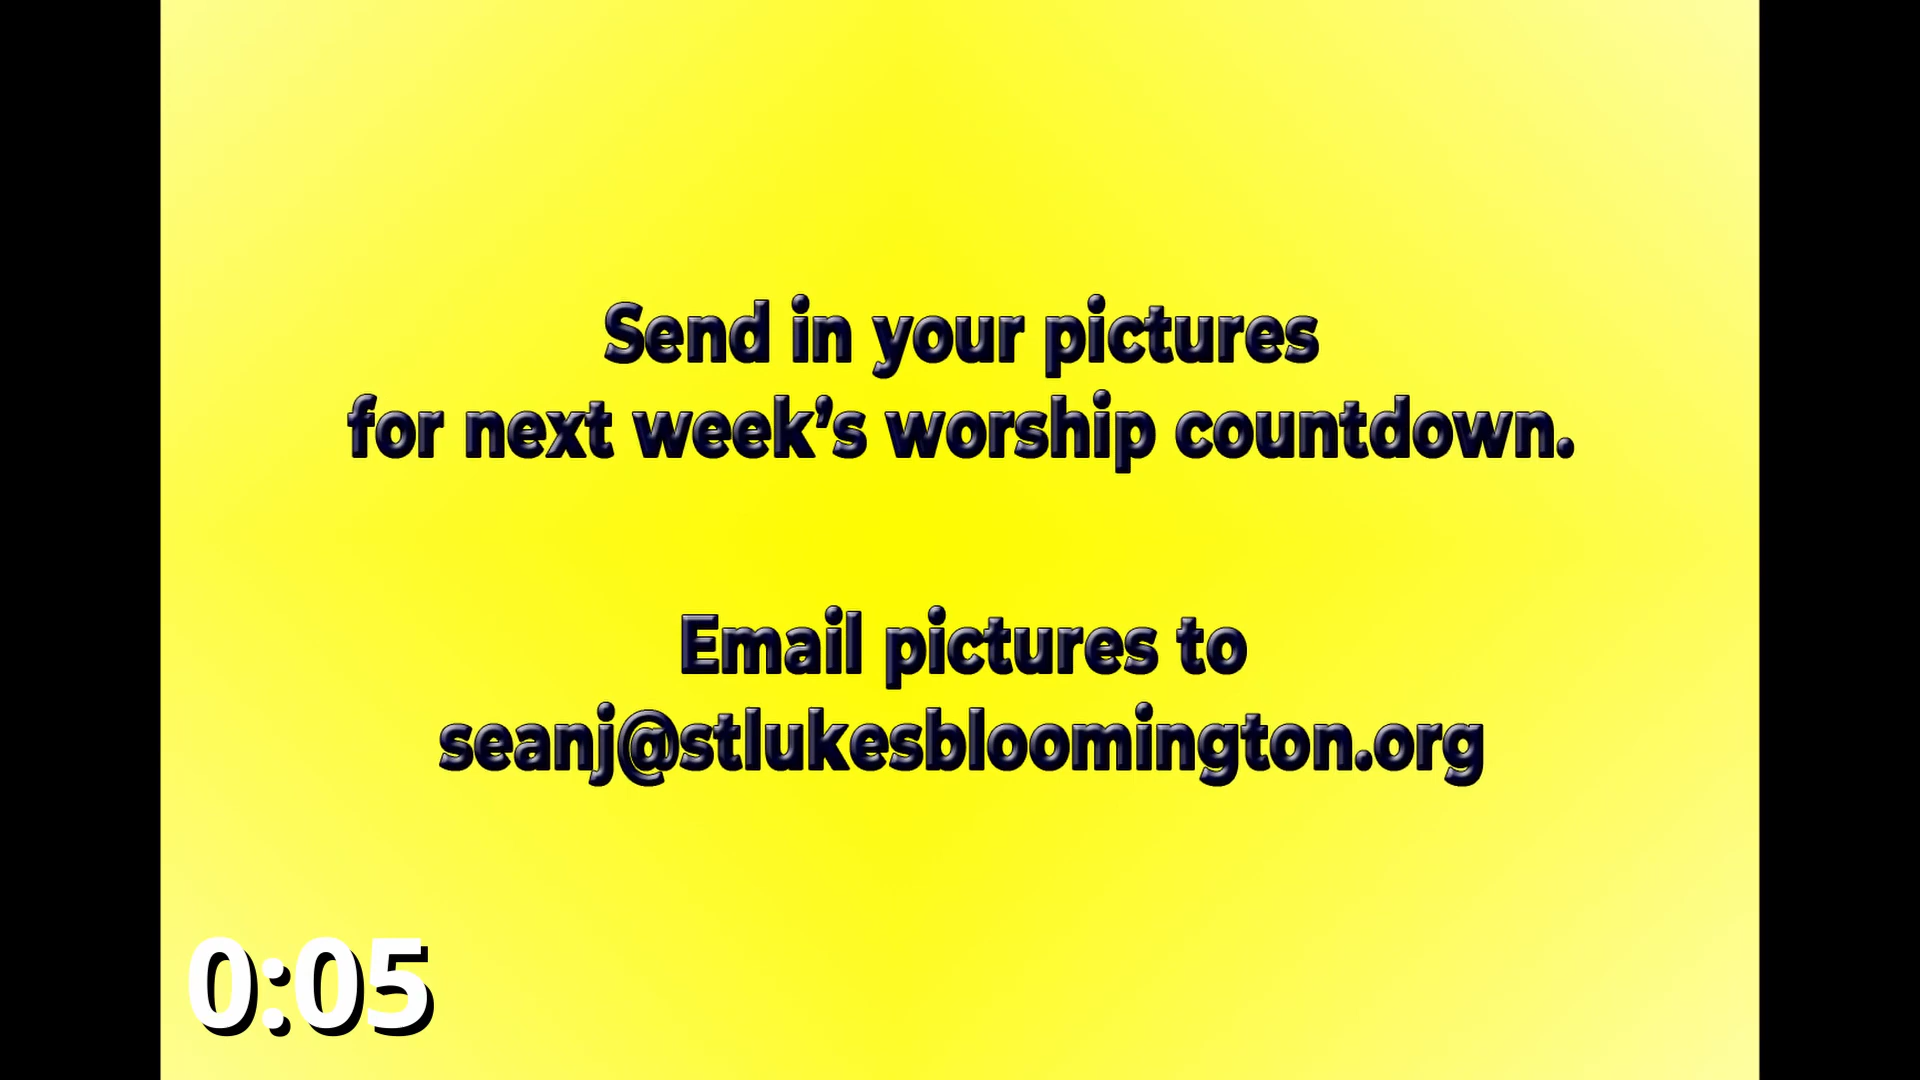 Send in your pictures
for next week’s worship countdown.
Email pictures to
seanj@stlukesbloomington.org
0:05